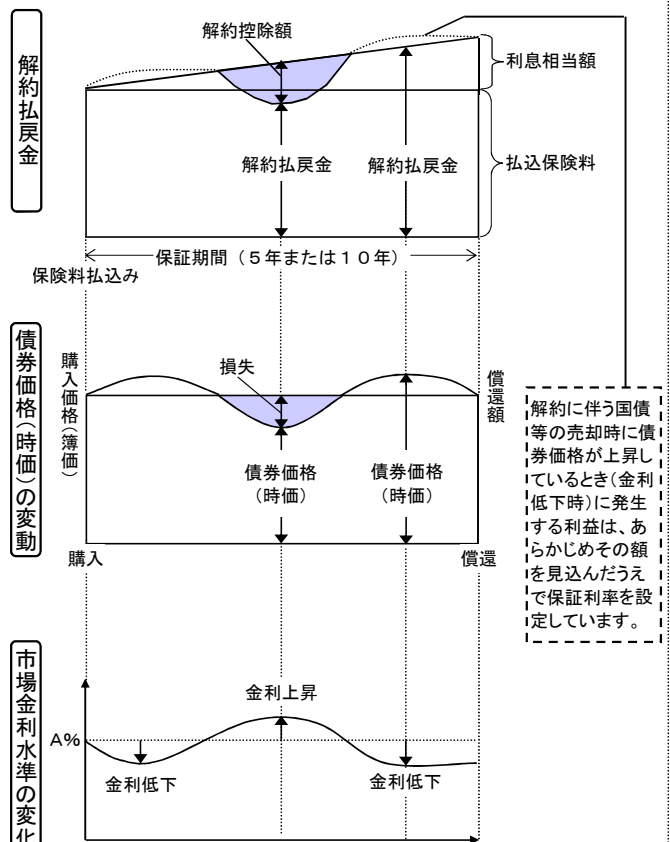 解約払戻金
解約控除額
利息相当額
解約払戻金
解約払戻金
払込保険料
保証期間（５年または１０年）
保険料払込み
債券価格（時価）の変動
購入価格（簿価）
損失
償還額
債券価格
（時価）
債券価格
（時価）
購入
償還
解約に伴う国債
等の売却時に債
券価格が上昇し
ているとき（金利
低下時）に発生
する利益は、あ
らかじめその額
を見込んだうえ
で保証利率を設
定しています。
市場金利水準の変化
金利上昇
A%
金利低下
金利低下